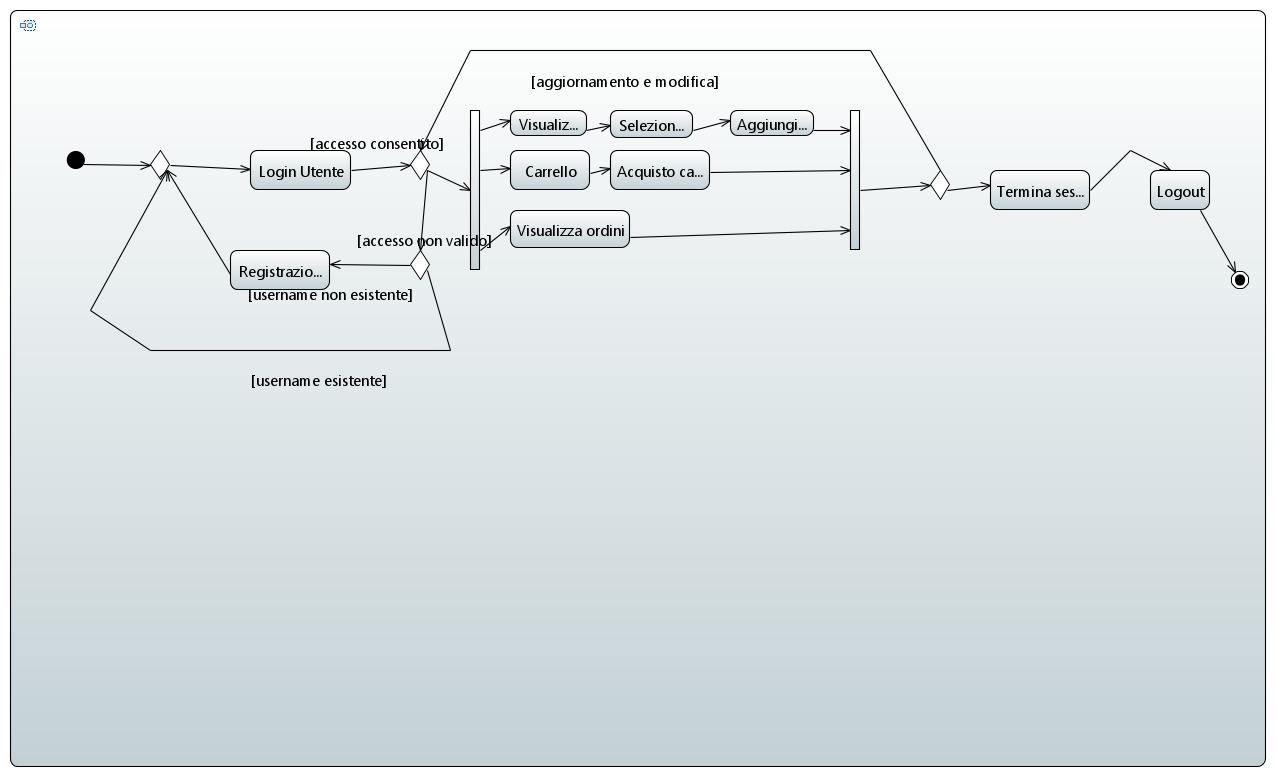 [aggiornamento e modifica]
Visualiz...
Selezion...
Aggiungi...
[accesso consentito]
Login Utente
Carrello
Acquisto ca...
Termina ses...
Logout
Visualizza ordini
[accesso non valido]
Registrazio...
[username non esistente]
[username esistente]